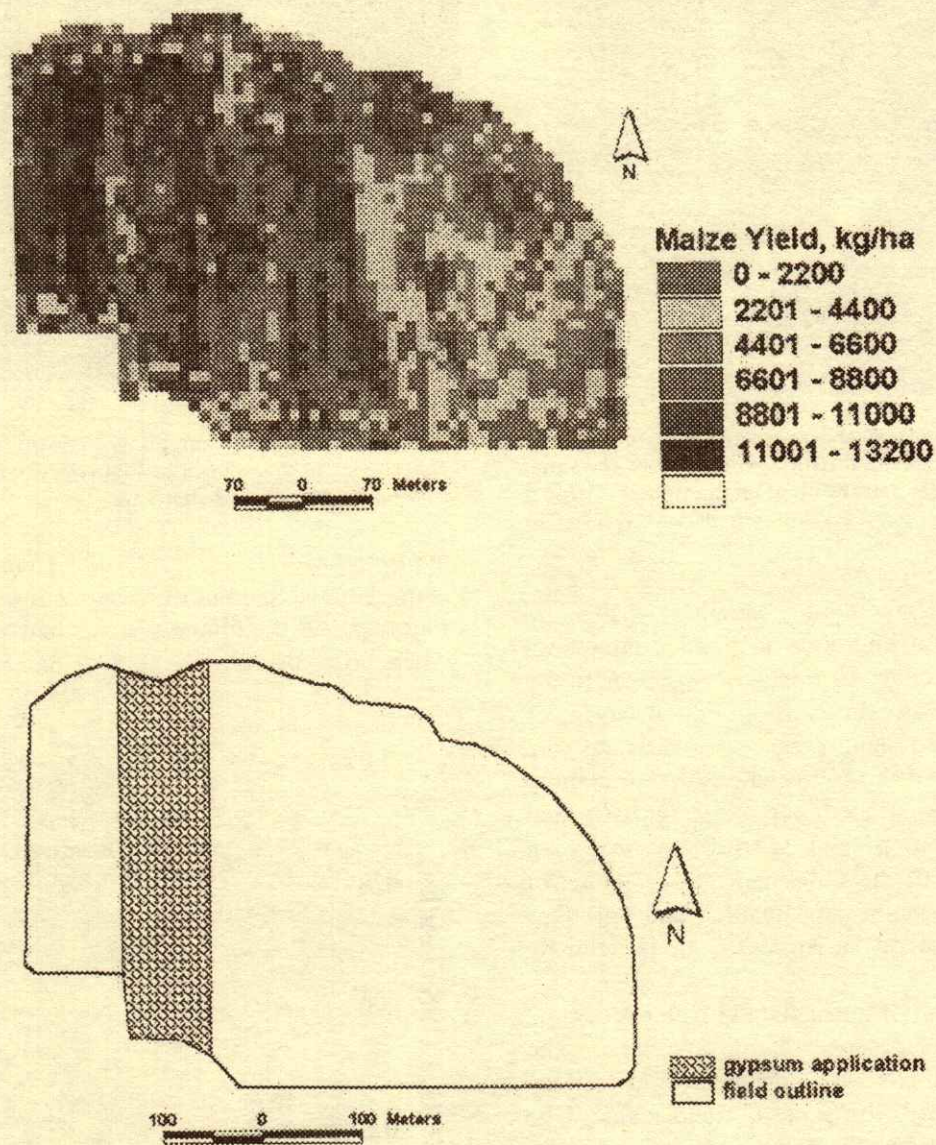 N
Maize Yield, kg/ha
0 - 2200
2201 - 4400
4401 - 6600
6601 - 8800
8801 - 11000
11001 - 13200
70 0 70 Meters
N
gypsum application
field outline
100 0 100 Meters